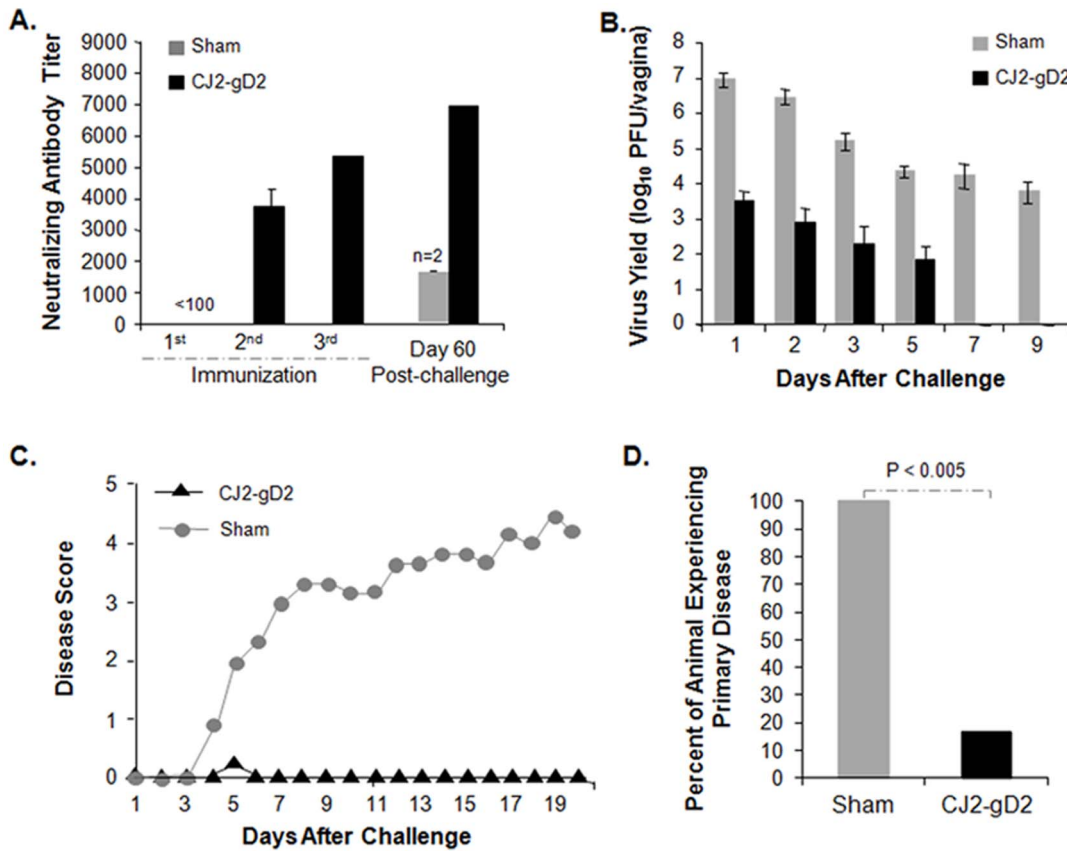 A.
Neutralizing Antibody Titer
9000
8000
7000
6000
5000
4000
3000
2000
1000
0
Sham
CJ2-gD2
<100
n=2
1st
2nd
3rd
Day 60
Immunization
Post-challenge
B.
Virus Yield (log10 PFU/vagina)
8
7
6
5
4
3
2
1
0
Sham
CJ2-gD2
1 2 3 5 7 9
Days After Challenge
C.
Disease Score
5
4
3
2
1
0
CJ2-gD2
Sham
1 3 5 7 9 11 13 15 17 19
Days After Challenge
D.
P < 0.005
Percent of Animal Experiencing
Primary Disease
100
90
80
70
60
50
40
30
20
10
0
Sham CJ2-gD2